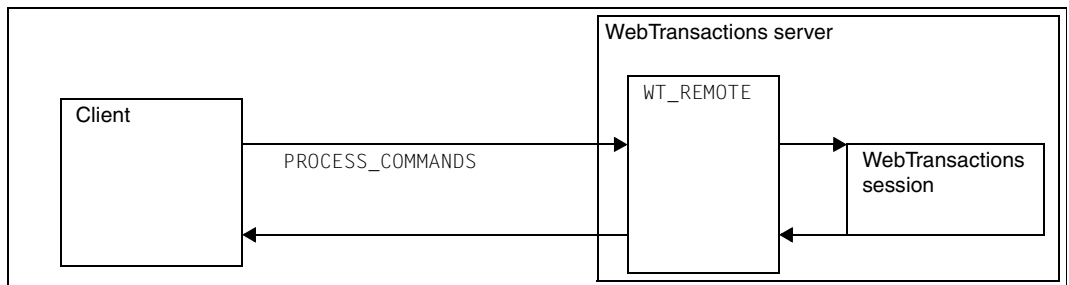 WebTransactions server
WT_REMOTE
Client
PROCESS_COMMANDS
WebTransactions
session